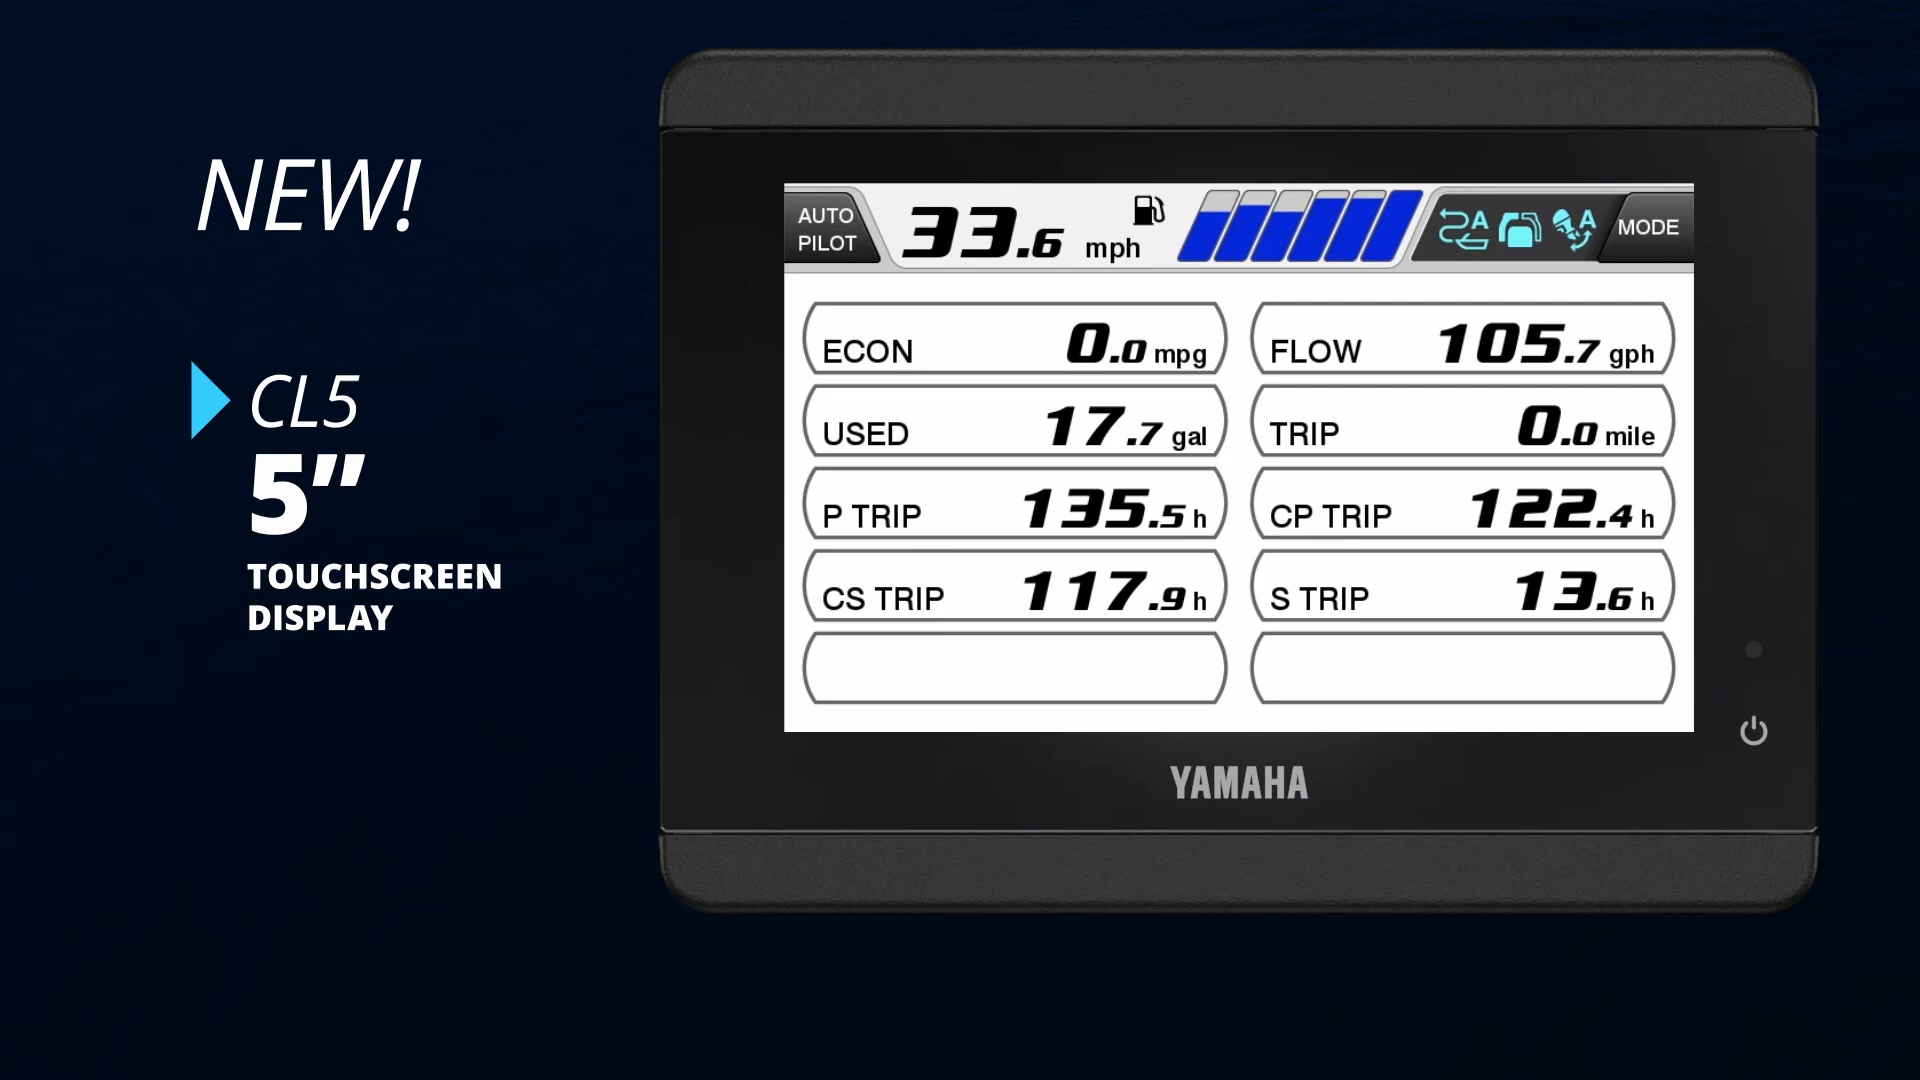 NEW!
CL5
5”
TOUCHSCREEN
DISPLAY
AUTO
PILOT
33.6 mph
A
A
MODE
ECON 0.0 mpg
FLOW 105.7 gph
USED 17.7 gal
TRIP 0.0 mile
P TRIP 135.5 h
CP TRIP 122.4 h
CS TRIP 117.9 h
S TRIP 13.6 h
YAMAHA